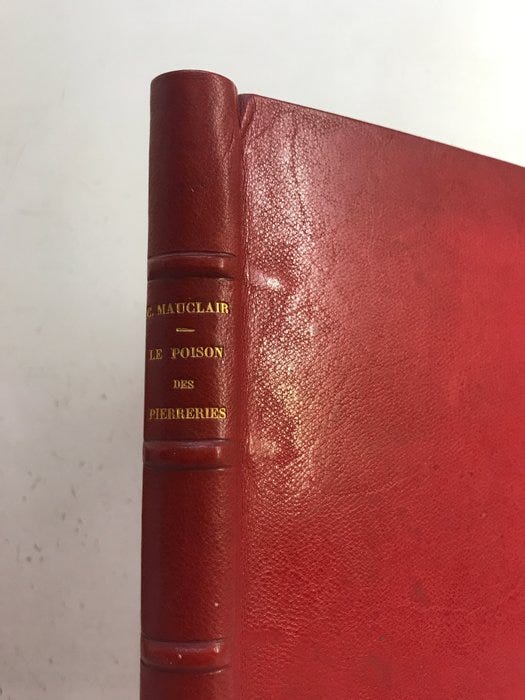 C. MAUCLAIR
LE POISON
DES
PIERRERIES